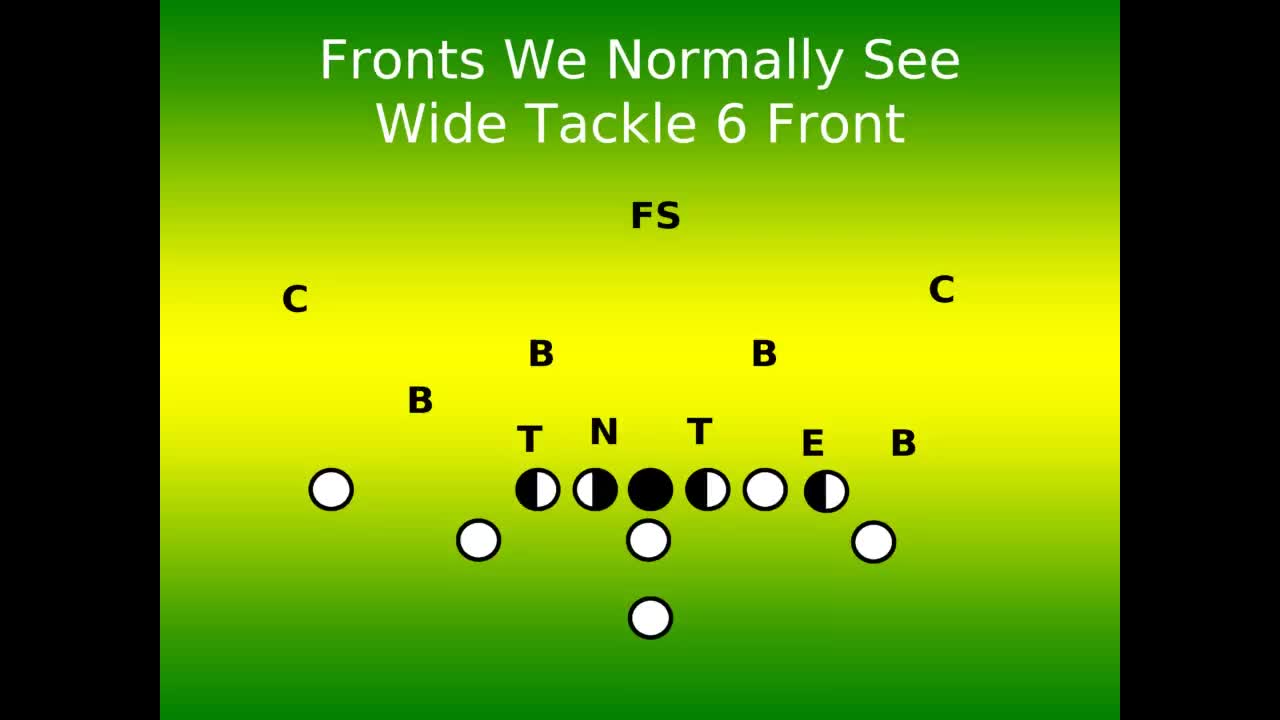 Fronts We Normally See
Wide Tackle 6 Front
FS
C C
B B
B
T N T E B